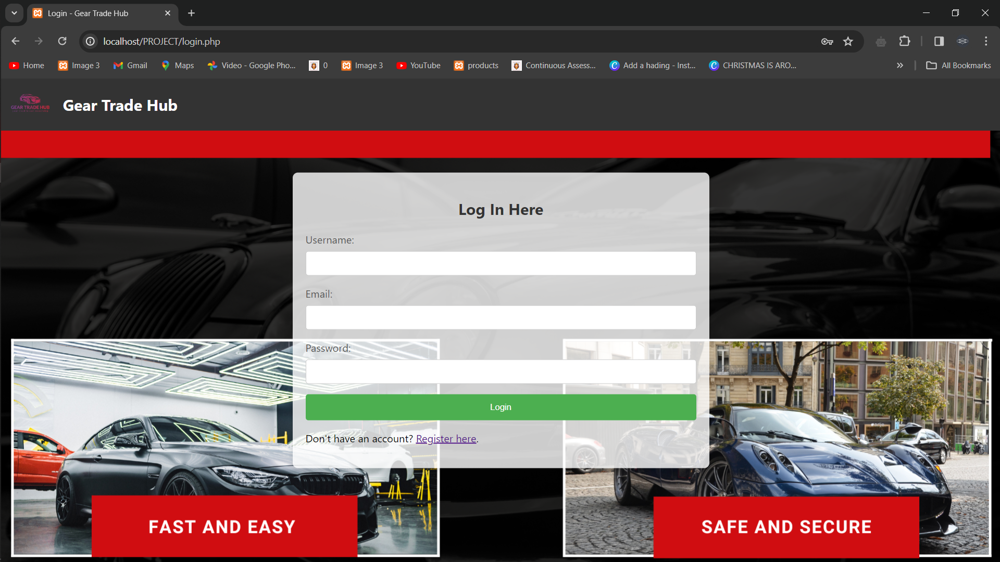 Login - Gear Trade Hub
localhost/PROJECT/login.php
Home Image 3 Gmail Maps Video - Google Pho... 0 Image 3 YouTube products Continuous Assess... Add a hading - Inst... CHRISTMAS IS ARO... All Bookmarks
GEAR TRADE HUB
Gear Trade Hub
Log In Here
Username:
Email:
Password:
Login
Don't have an account? Register here.
FAST AND EASY
SAFE AND SECURE